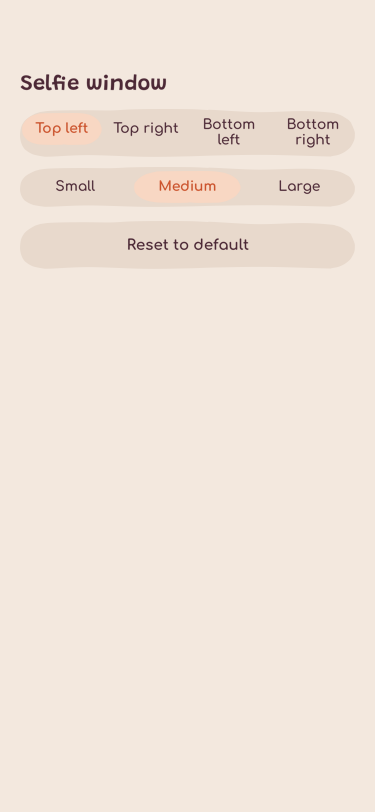 Selfie window
Top left
Top right
Bottom
left
Bottom
right
Small
Medium
Large
Reset to default